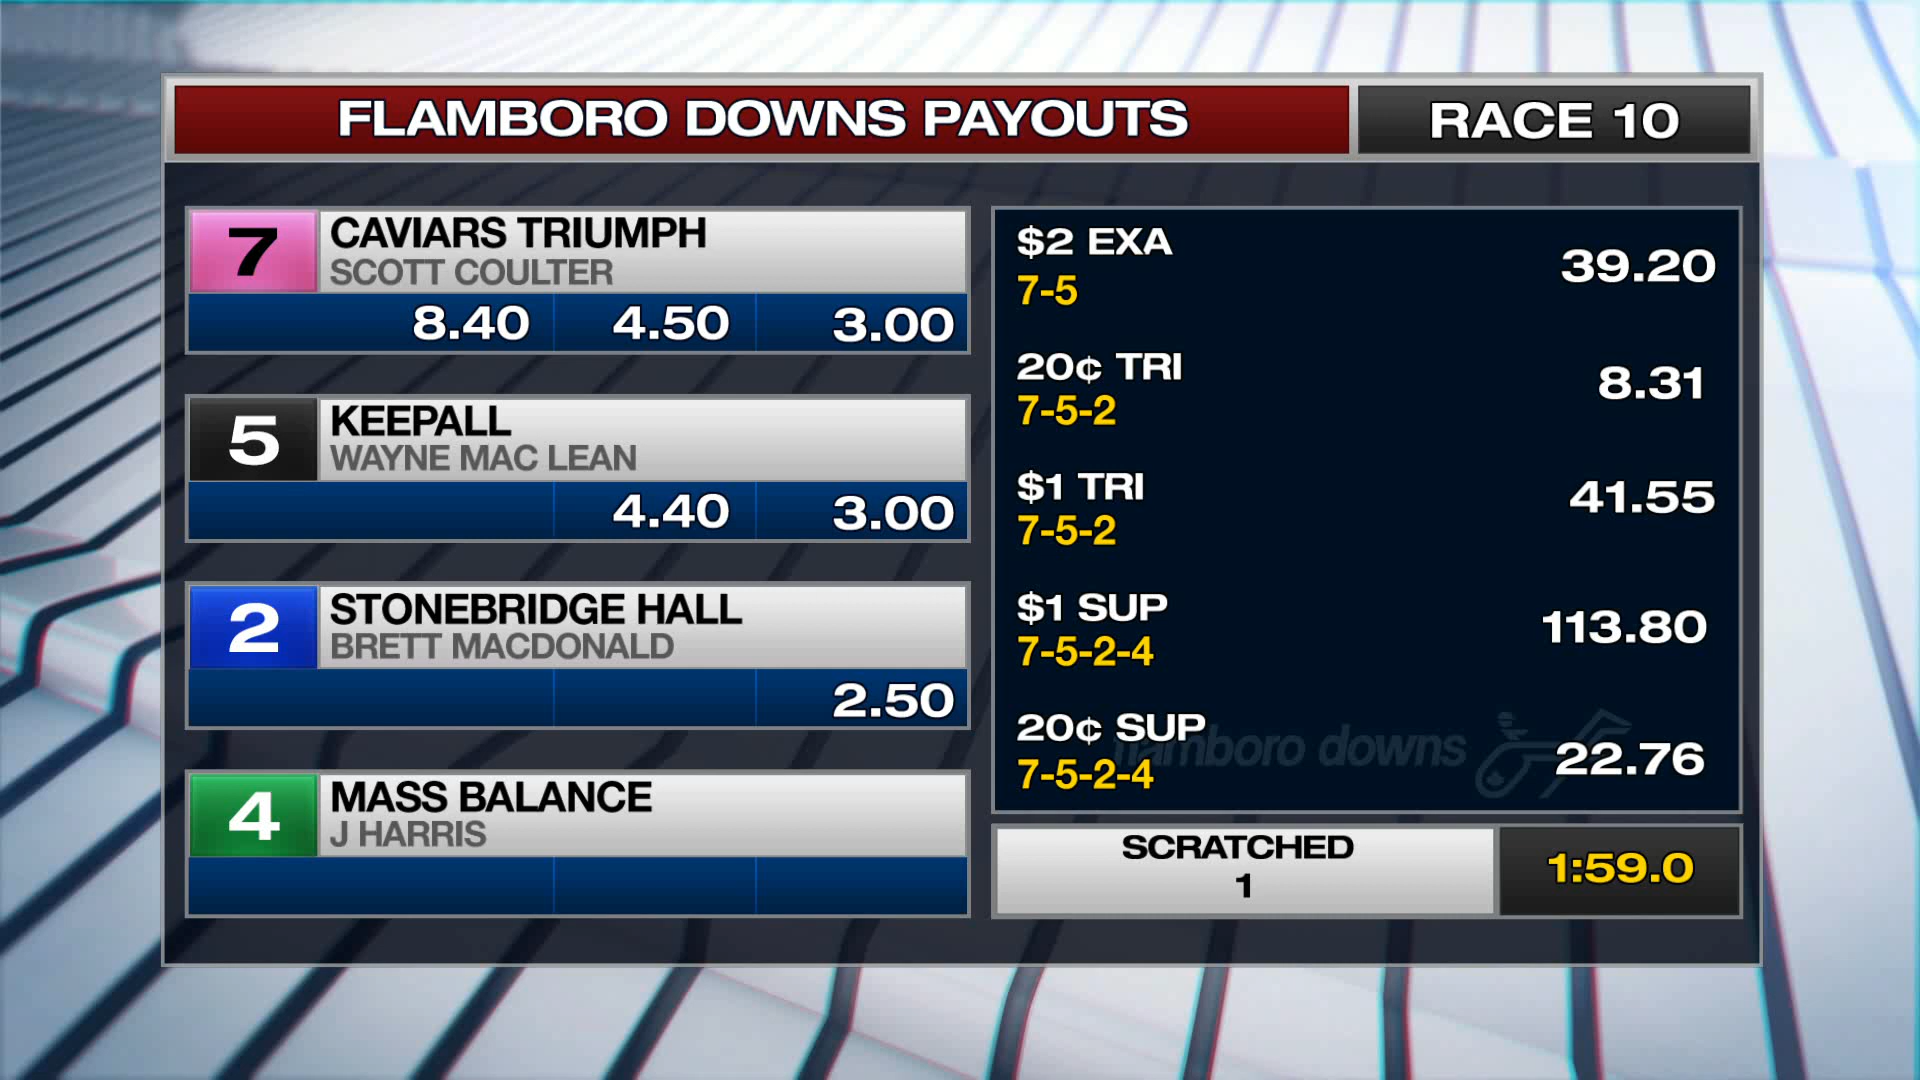 FLAMBORO DOWNS PAYOUTS
RACE 10
7
CAVIARS TRIUMPH
SCOTT COULTER
8.40 4.50 3.00
5
KEEPALL
WAYNE MAC LEAN
4.40 3.00
2
STONEBRIDGE HALL
BRETT MACDONALD
2.50
4
MASS BALANCE
J HARRIS
$2 EXA
7-5
39.20
20¢ TRI
7-5-2
8.31
$1 TRI
7-5-2
41.55
$1 SUP
7-5-2-4
113.80
20¢ SUP
7-5-2-4
22.76
flamboro downs
SCRATCHED
1
1:59.0